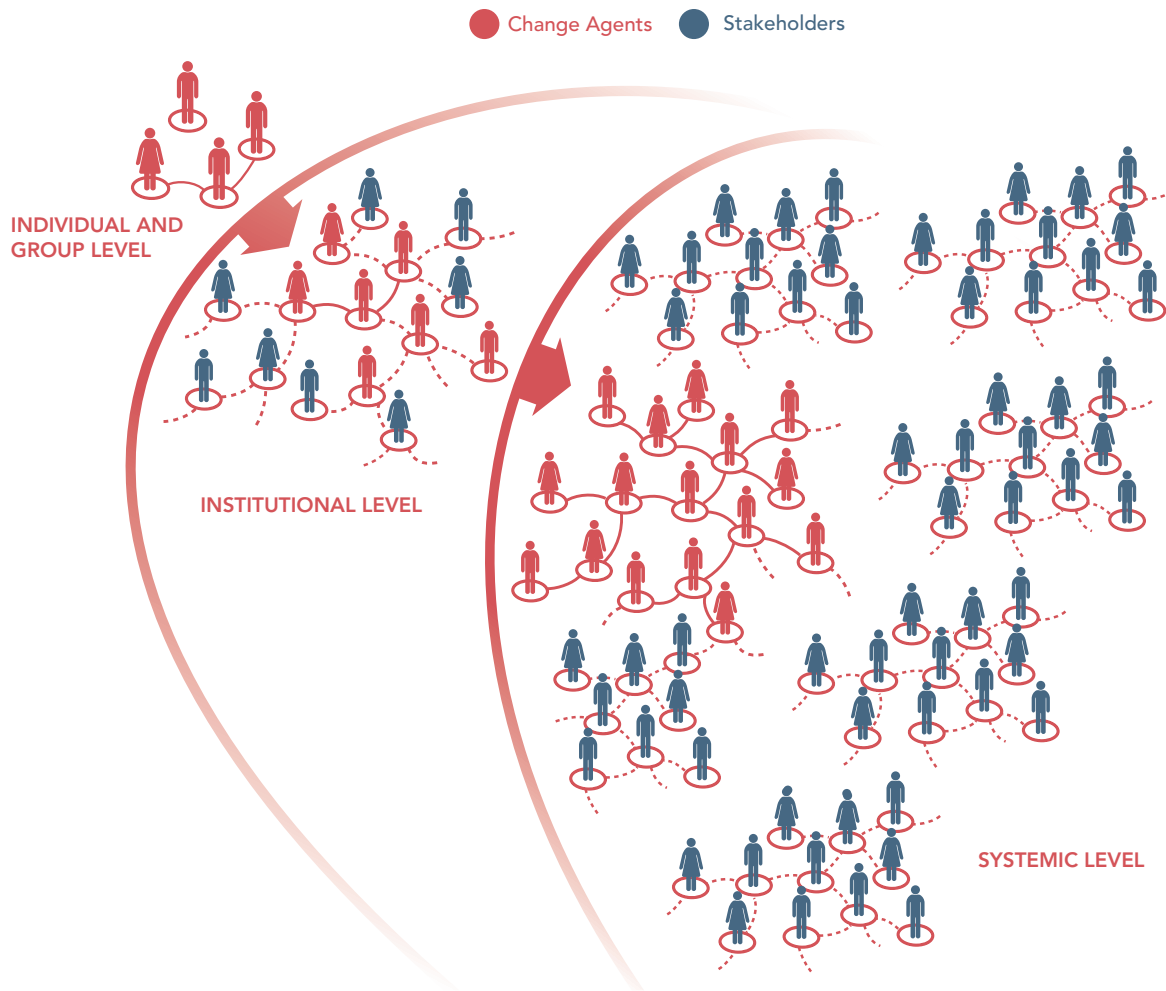 Change Agents
Stakeholders
INDIVIDUAL AND
GROUP LEVEL
INSTITUTIONAL LEVEL
SYSTEMIC LEVEL